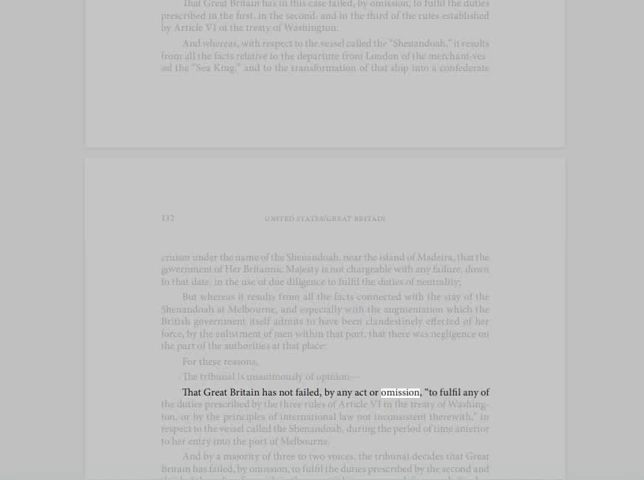 That Great Britain has in this case failed, by omission, to fulfil the duties
prescribed in the first, in the second- and in the third of the rules established
by Article VI of the treaty of Washington.
And whereas, with respect to the vessel called the "Shenandoah," it results
from all the facts relative to the departure from London of the merchant-ves-
sel the "Sea King," and to the transformation of that ship into a confederate
132
UNITED STATES/GREAT BRITAIN
cruiser under the name of the Shenandoah, near the island of Madeira, that the
government of Her Britannic Majesty is not chargeable with any failure, down
to that date, in the use of due diligence to fulfil the duties of neutrality;
But whereas it results from all the facts connected with the stay of the
Shenandoah at Melbourne, and especially with the augmentation which the
British government itself admits to have been clandestinely effected of her
force, by the enlistment of men within that port, that there was negligence on
the part of the authorities at that place:
For these reasons,
The tribunal is unanimously of opinion:—
That Great Britain has not failed, by any act or omission, "to fulfil any of
the duties prescribed by the three rules of Article VI in the treaty of Washing-
ton, or by the principles of international law not inconsistent therewith," in
respect to the vessel called the Shenandoah, during the period of time anterior
to her entry into the port of Melbourne.
And by a majority of three to two voices, the tribunal decides that Great
Britain has failed, by omission, to fulfil the duties prescribed by the second and